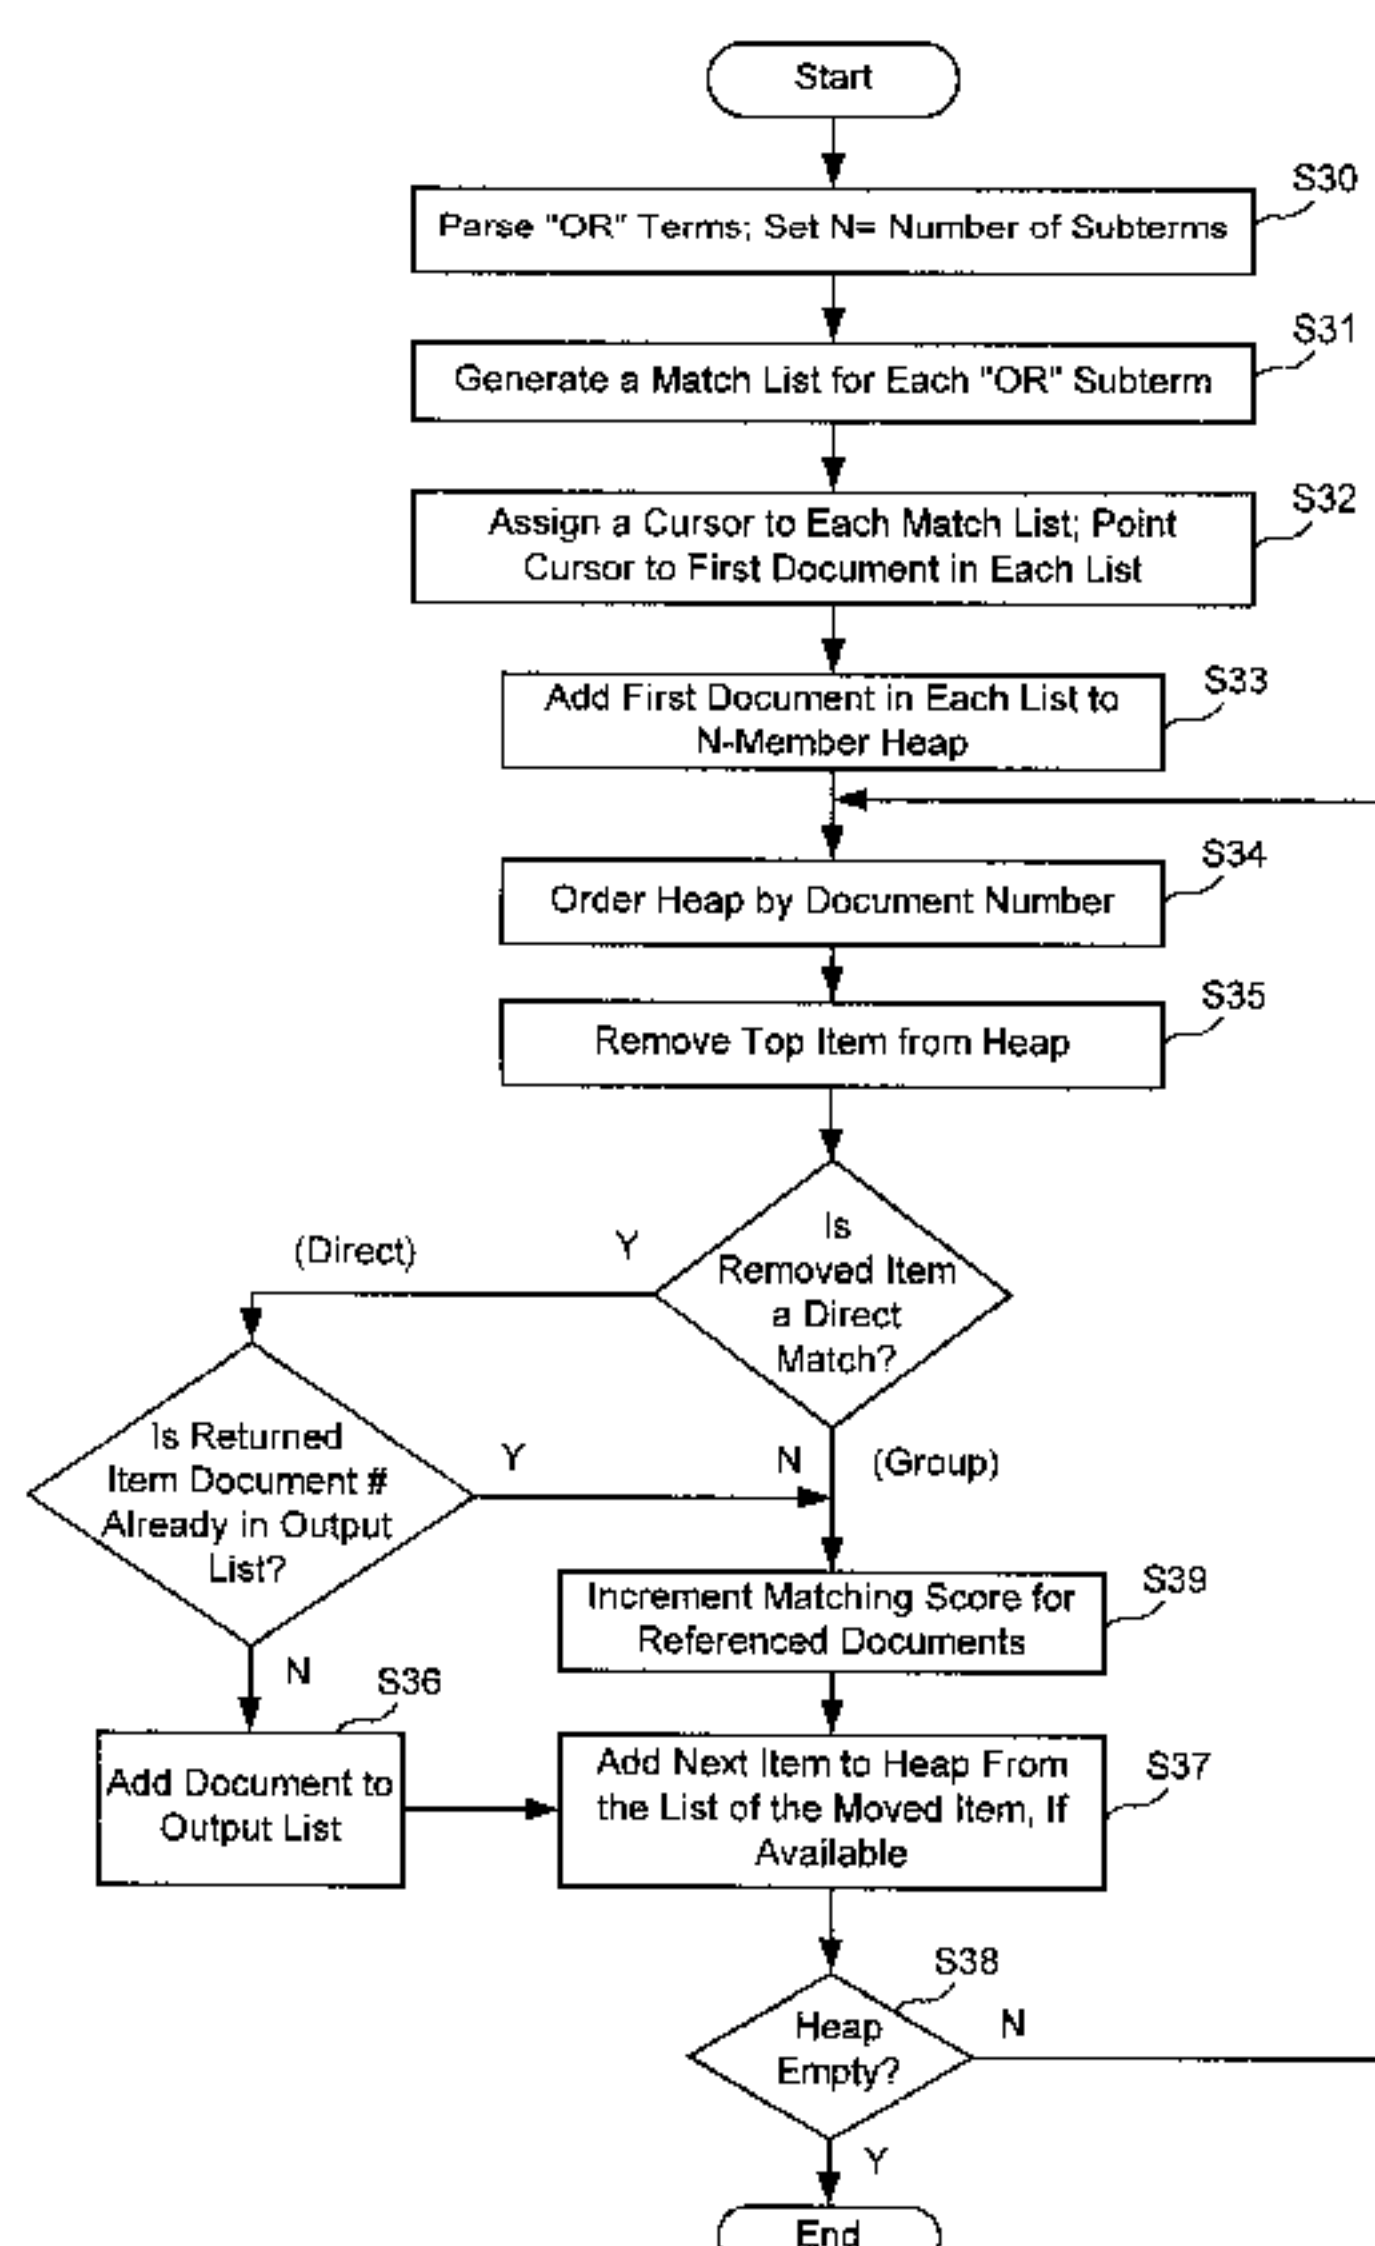 Start
S30
Parse "OR" Terms; Set N= Number of Subterms
S31
Generate a Match List for Each "OR" Subterm
S32
Assign a Cursor to Each Match List; Point
Cursor to First Document in Each List
S33
Add First Document in Each List to
N-Member Heap
S34
Order Heap by Document Number
S35
Remove Top Item from Heap
Is
Removed Item
a Direct
Match?
(Direct)
Y
Is Returned
Item Document #
Already in Output
List?
Y
N
(Group)
S39
Increment Matching Score for
Referenced Documents
N
S36
Add Document to
Output List
S37
Add Next Item to Heap From
the List of the Moved Item, If
Available
S38
Heap
Empty?
N
Y
End